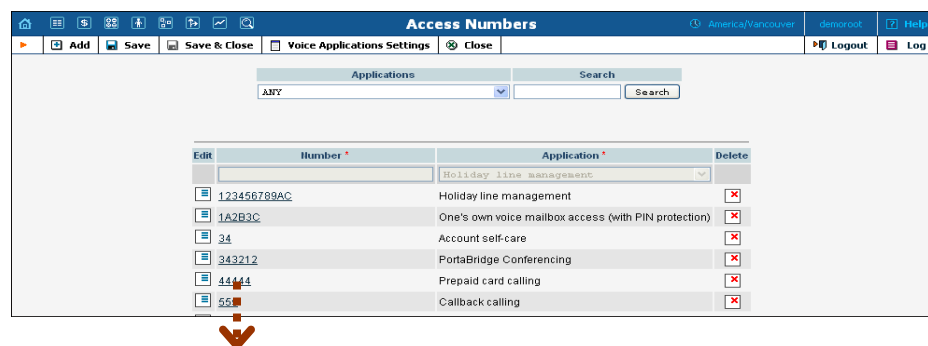 Access Numbers America/Vancouver demoroot ? Help
Add Save Save & Close Voice Applications Settings Close Logout Log
Applications Search
ANY Search
Edit Number * Application * Delete
Holiday line management
123456789AC Holiday line management
1A2B3C One's own voice mailbox access (with PIN protection)
34 Account self-care
343212 PortaBridge Conferencing
44444 Prepaid card calling
Callback calling